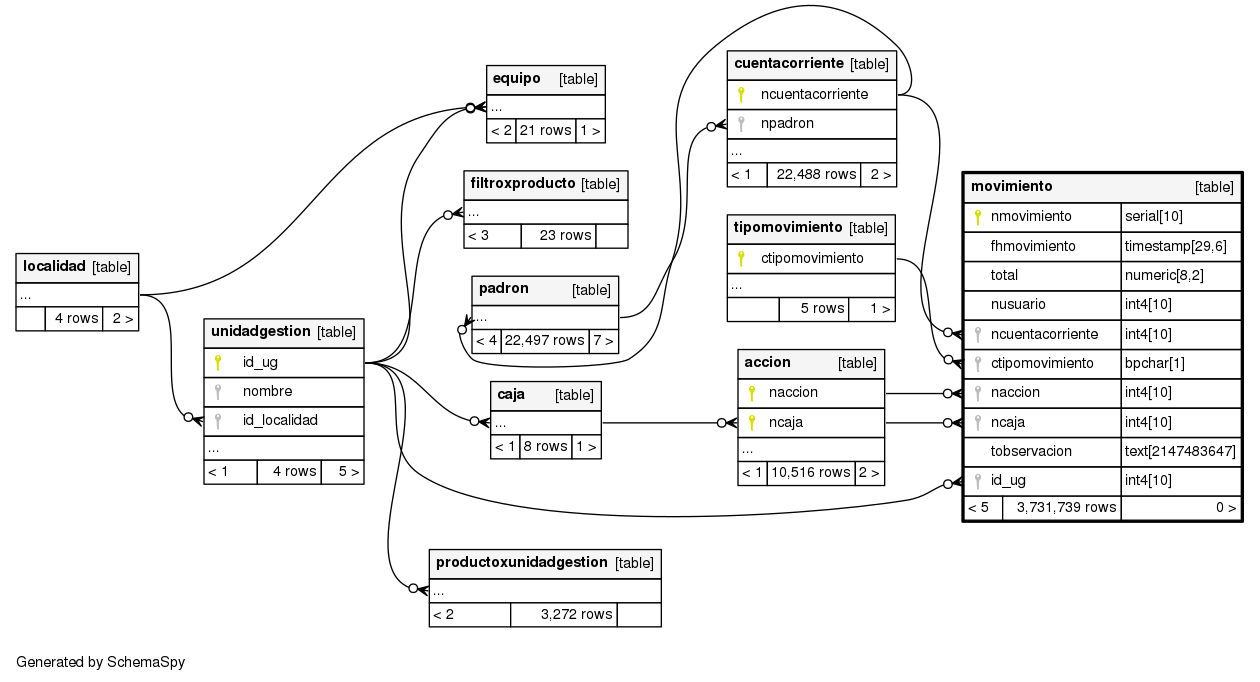 equipo [table]
...
< 2 21 rows 1 >
filtroxproducto [table]
...
< 3 23 rows
localidad [table]
...
4 rows 2 >
padron [table]
...
< 4 22,497 rows 7 >
unidadgestion [table]
id_ug
nombre
id_localidad
...
< 1 4 rows 5 >
caja [table]
...
< 1 8 rows 1 >
productoxunidadgestion [table]
...
< 2 3,272 rows
cuentacorriente [table]
ncuentacorriente
npadron
...
< 1 22,488 rows 2 >
tipomovimiento [table]
ctipomovimiento
...
5 rows 1 >
accion [table]
naccion
ncaja
...
< 1 10,516 rows 2 >
movimiento [table]
nmovimiento serial[10]
fhmovimiento timestamp[29,6]
total numeric[8,2]
nusuario int4[10]
ncuentacorriente int4[10]
ctipomovimiento bpchar[1]
naccion int4[10]
ncaja int4[10]
tobservacion text[2147483647]
id_ug int4[10]
< 5 3,731,739 rows 0 >
Generated by SchemaSpy